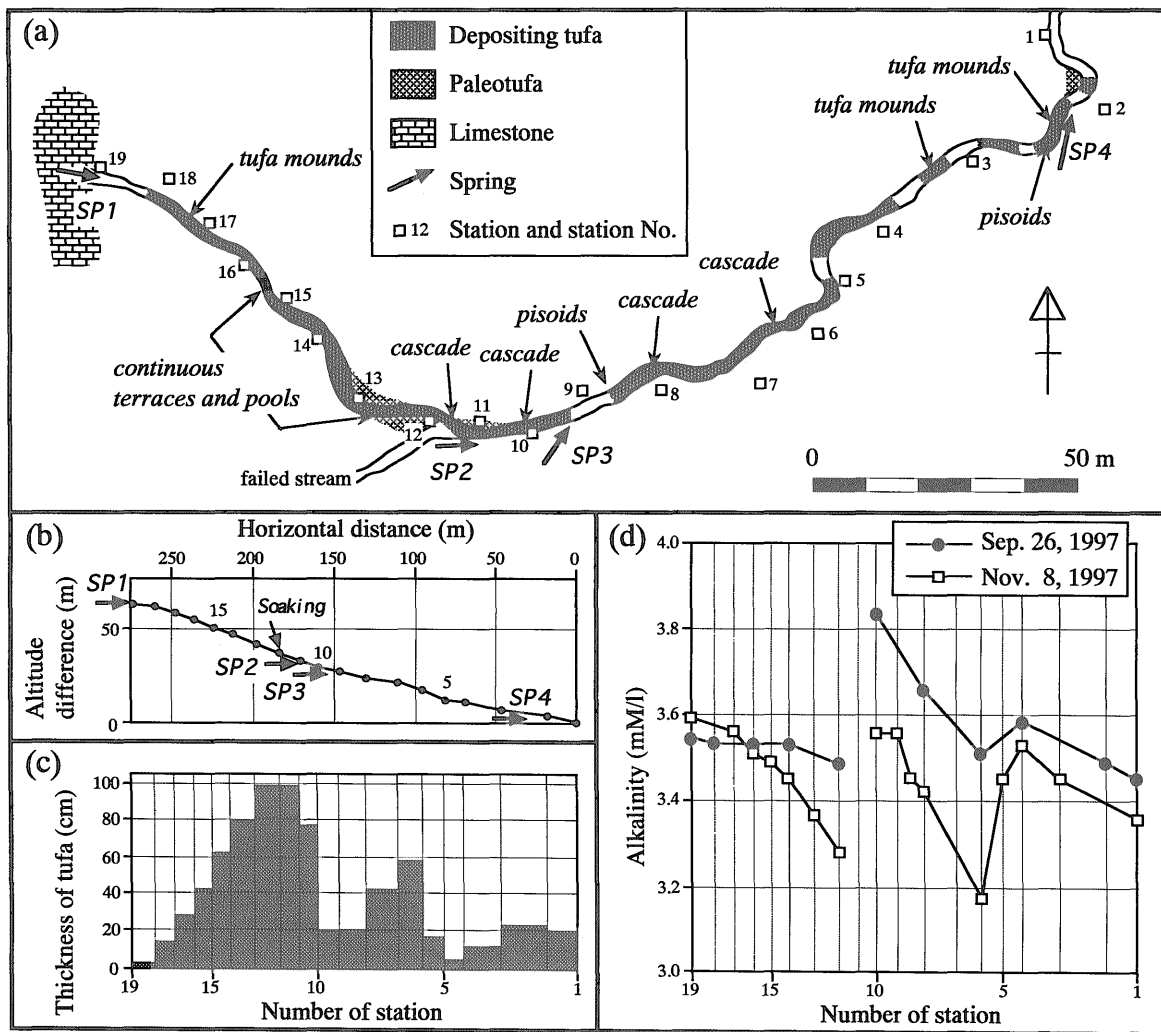 (a)
Depositing tufa
Paleotufa
Limestone
Spring
12 Station and station No.
1
tufa mounds
tufa mounds
2
SP4
3
pisoids
19
SP1
18
tufa mounds
17
16
15
14
4
5
6
cascade
cascade
pisoids
continuous
terraces and pools
13
cascade
cascade
11
12
10
9
8
7
SP2
SP3
failed stream
0 50 m
(b)
Horizontal distance (m)
250 200 150 100 50 0
SP1
15
Soaking
10
SP2
SP3
5
SP4
50
0
Altitude
difference (m)
(c)
Thickness of tufa (cm)
100
80
60
40
20
0
19 15 10 5 1
Number of station
(d)
Sep. 26, 1997
Nov. 8, 1997
Alkalinity (mM/l)
4.0
3.8
3.6
3.4
3.2
3.0
19 15 10 5 1
Number of station